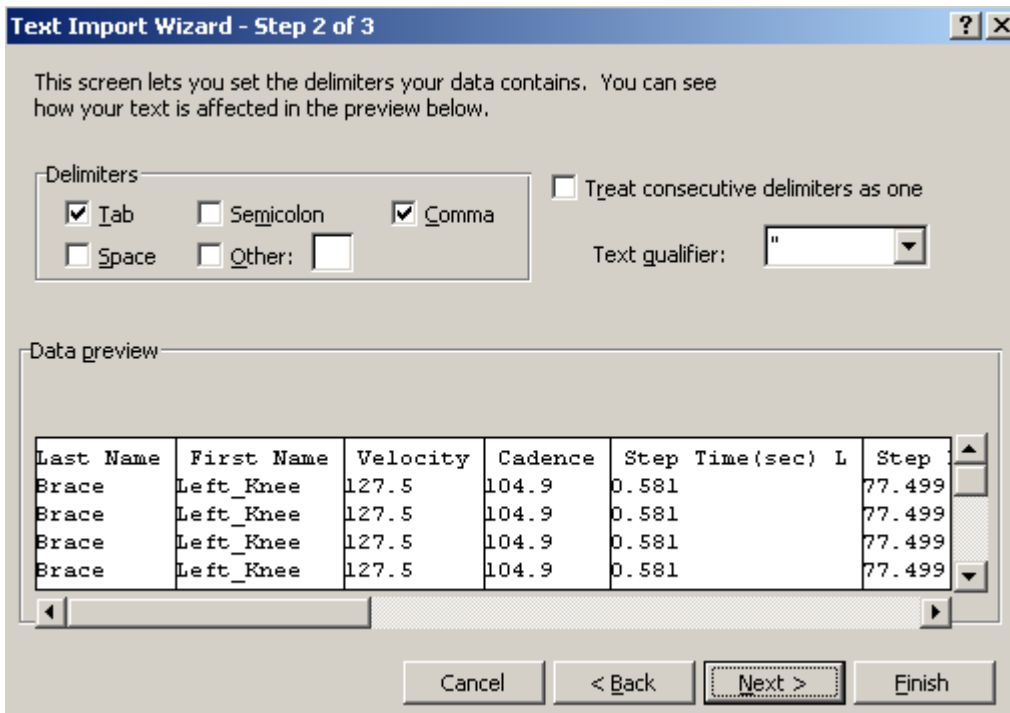 Text Import Wizard - Step 2 of 3
This screen lets you set the delimiters your data contains. You can see
how your text is affected in the preview below.
Delimiters
Tab Semicolon Comma
Space Other:
Treat consecutive delimiters as one
Text qualifier: "
Data preview
Last Name First Name Velocity Cadence Step Time(sec) L Step
Brace Left_Knee 127.5 104.9 0.581 77.499
Brace Left_Knee 127.5 104.9 0.581 77.499
Brace Left_Knee 127.5 104.9 0.581 77.499
Brace Left_Knee 127.5 104.9 0.581 77.499
Cancel < Back Next > Finish